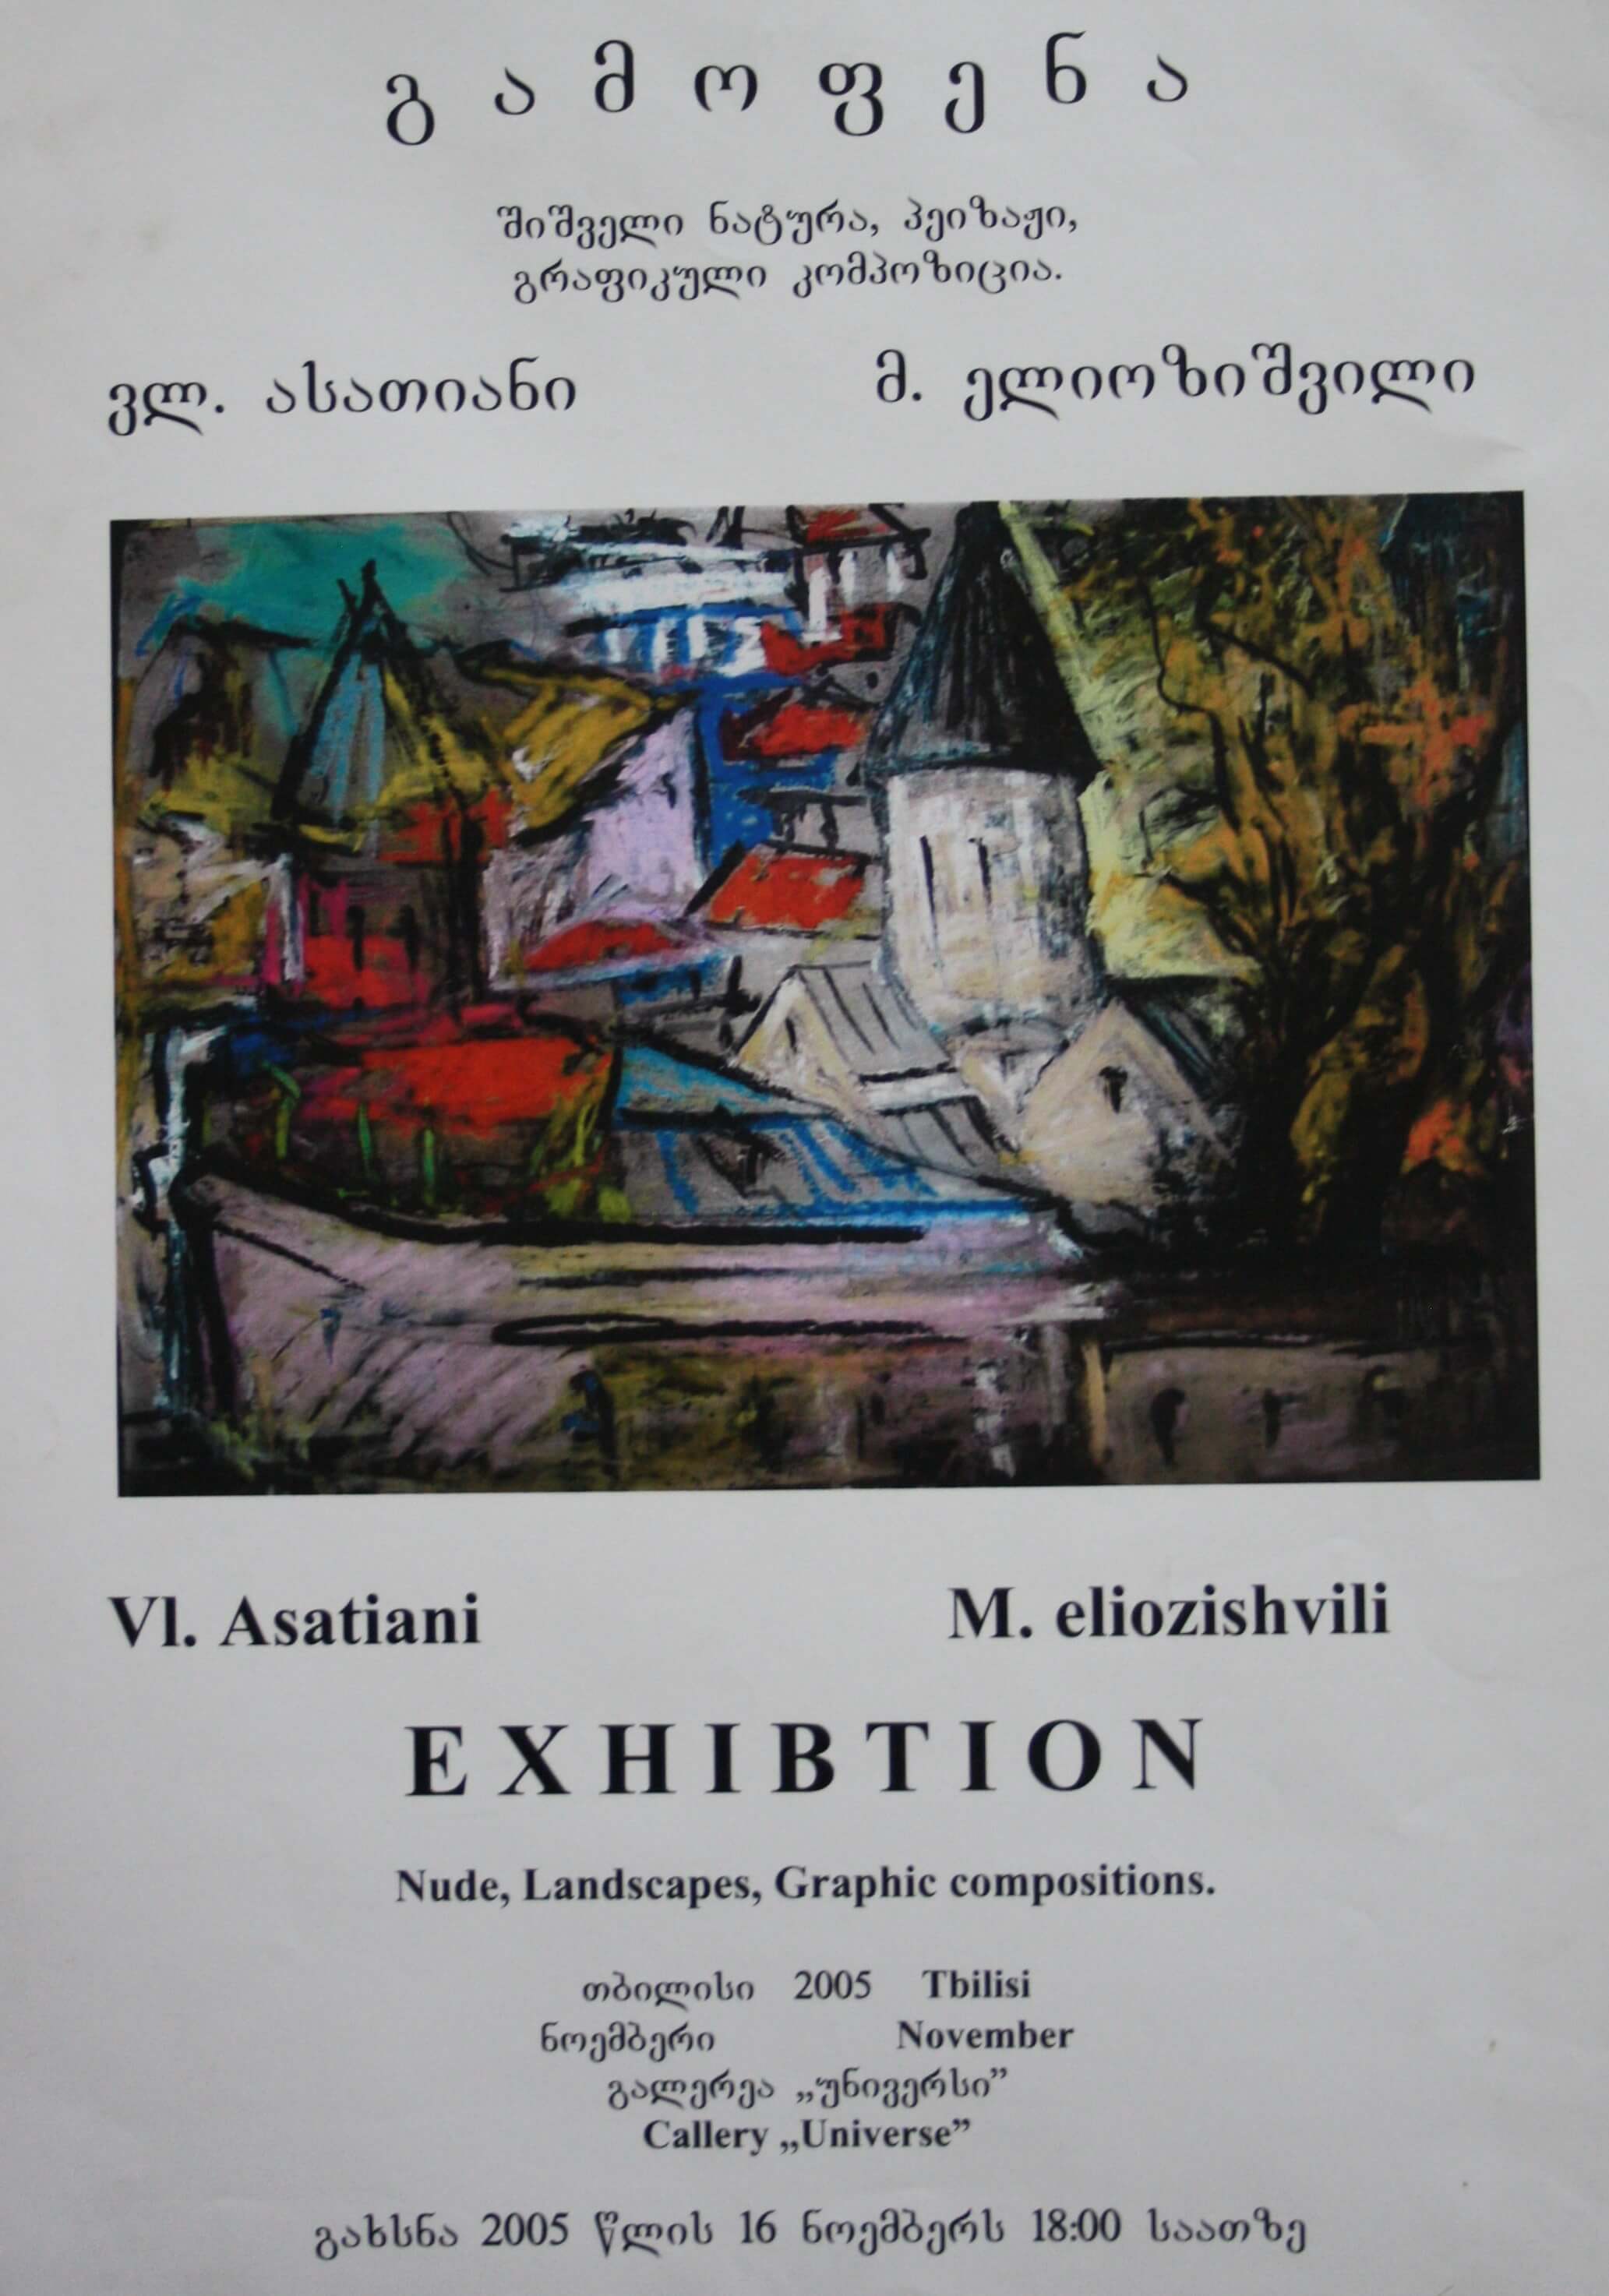 გამოფენა
შიშველი ნატურა, პეიზაჟი,
გრაფიკული კომპოზიცია.
ვლ. ასათიანი მ. ელიოზიშვილი
Vl. Asatiani M. eliozishvili
EXHIBTION
Nude, Landscapes, Graphic compositions.
თბილისი 2005 Tbilisi
ნოემბერი November
გალერეა „უნივერსი”
Callery „Universe”
გახსნა 2005 წლის 16 ნოემბერს 18:00 საათზე